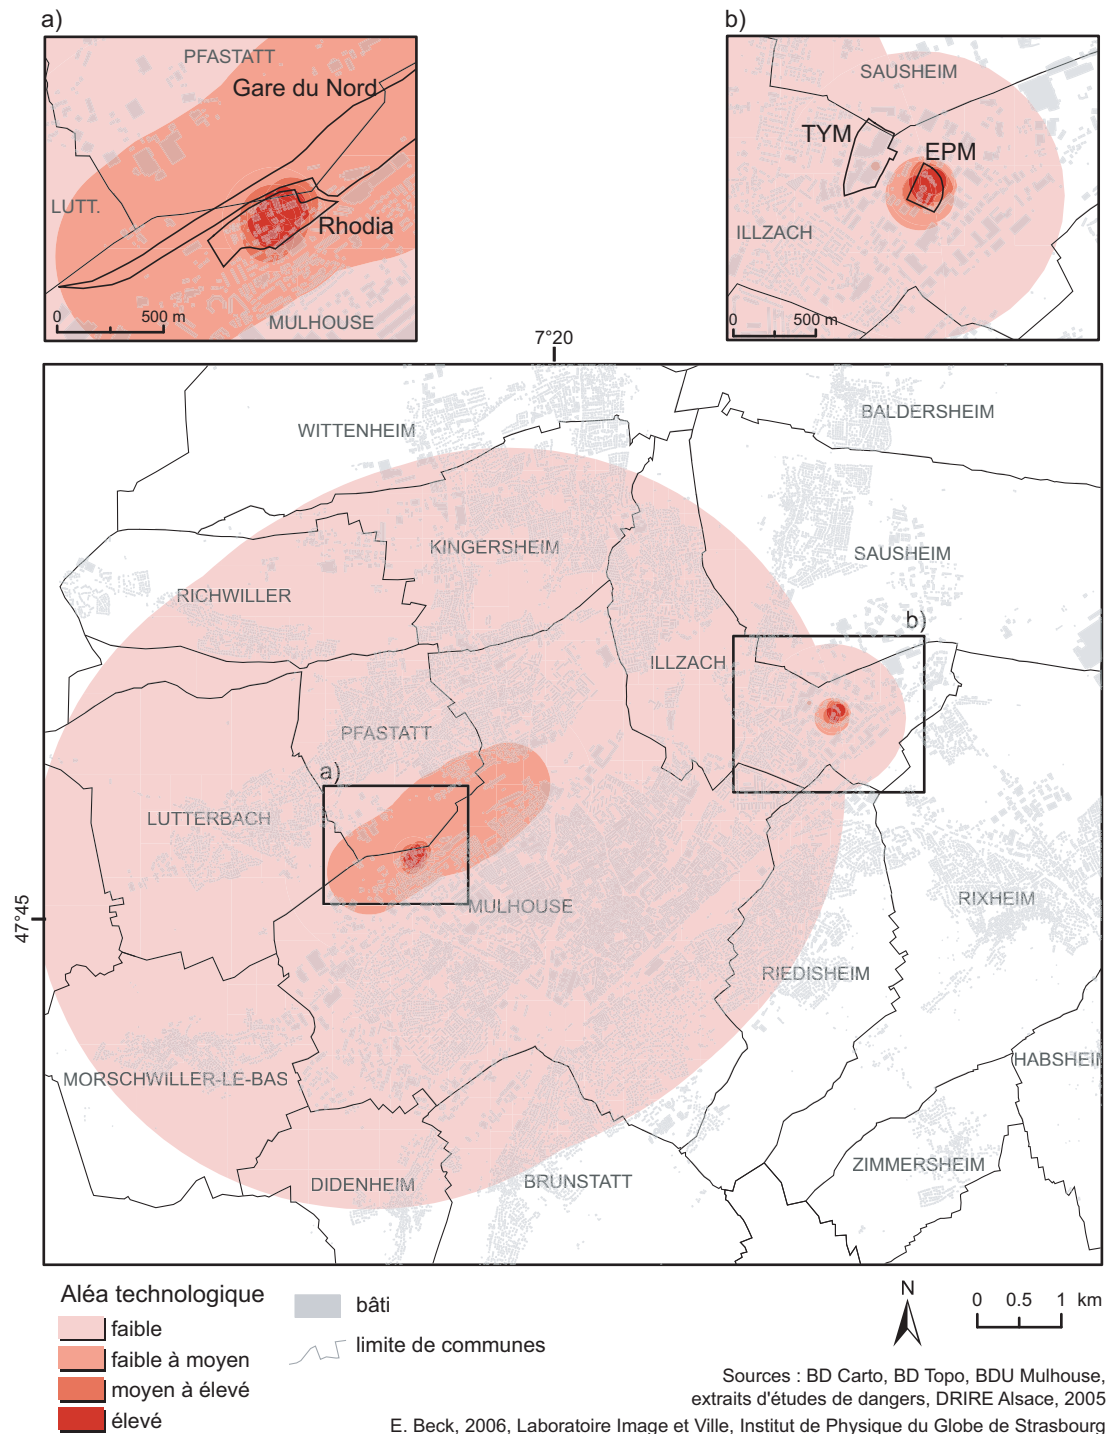 a)
PFASTATT
Gare du Nord
LUTT.
Rhodia
0
500 m
MULHOUSE
b)
SAUSHEIM
TYM
EPM
ILLZACH
0
500 m
7°20
47°45
WITTENHEIM
BALDERSHEIM
KINGERSHEIM
SAUSHEIM
RICHWILLER
b)
ILLZACH
PFASTATT
a)
LUTTERBACH
MULHOUSE
RIXHEIM
RIEDISHEIM
HABSHEIM
MORSCHWILLER-LE-BAS
ZIMMERSHEIM
DIDENHEIM
BRUNSTATT
Aléa technologique
faible
faible à moyen
moyen à élevé
élevé
bâti
limite de communes
N
0 0.5 1 km
Sources : BD Carto, BD Topo, BDU Mulhouse,
extraits d'études de dangers, DRIRE Alsace, 2005
E. Beck, 2006, Laboratoire Image et Ville, Institut de Physique du Globe de Strasbourg